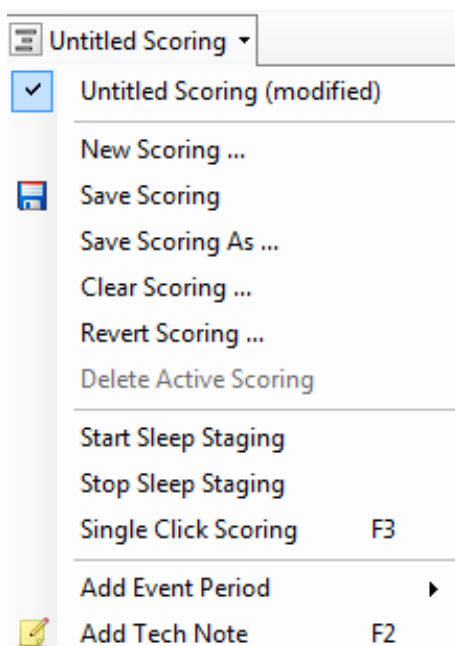 Untitled Scoring
Untitled Scoring (modified)
New Scoring ...
Save Scoring
Save Scoring As ...
Clear Scoring ...
Revert Scoring ...
Delete Active Scoring
Start Sleep Staging
Stop Sleep Staging
Single Click Scoring F3
Add Event Period
Add Tech Note F2